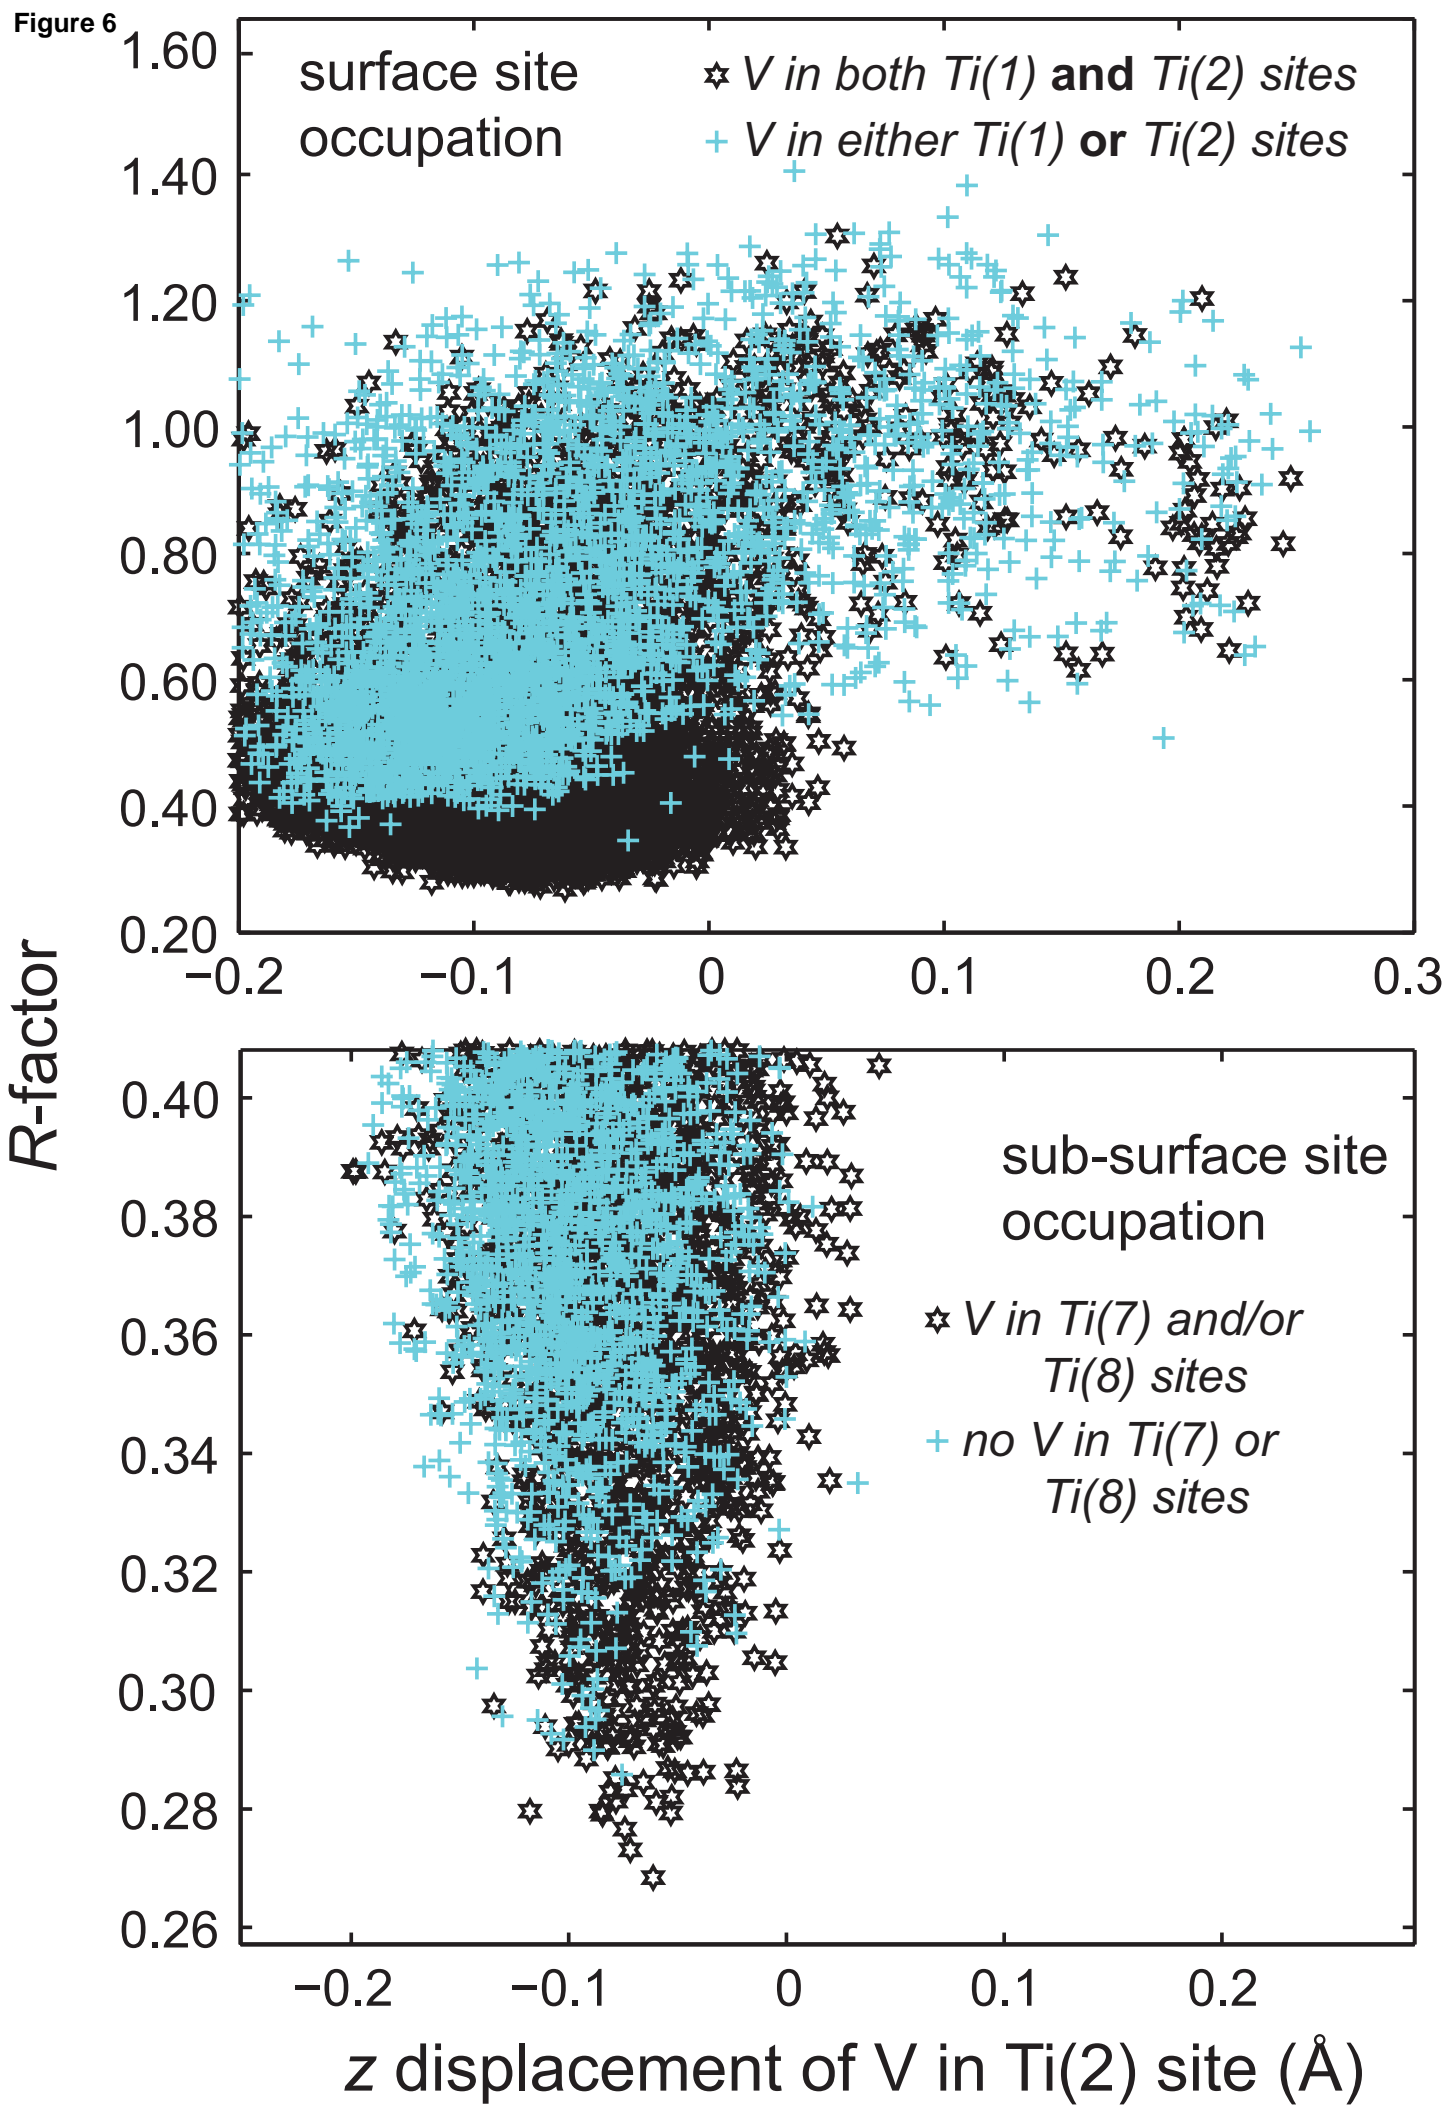 Figure 6
surface site
occupation
V in both Ti(1) and Ti(2) sites
V in either Ti(1) or Ti(2) sites
1.60
1.40
1.20
1.00
0.80
0.60
0.40
0.20
−0.2 −0.1 0 0.1 0.2 0.3
R-factor
0.40
0.38
0.36
0.34
0.32
0.30
0.28
0.26
sub-surface site
occupation
V in Ti(7) and/or
Ti(8) sites
no V in Ti(7) or
Ti(8) sites
−0.2 −0.1 0 0.1 0.2
z displacement of V in Ti(2) site (Å)